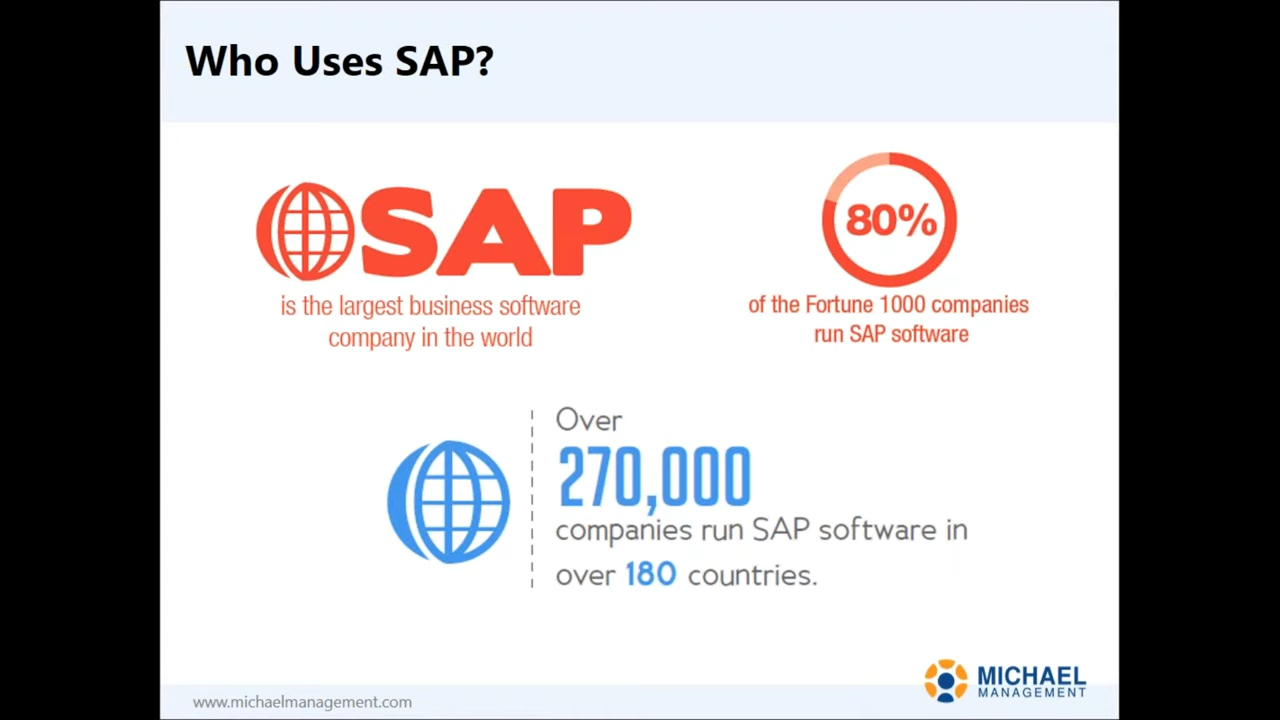 Who Uses SAP?
SAP
is the largest business software
company in the world
80%
of the Fortune 1000 companies
run SAP software
Over
270,000
companies run SAP software in
over 180 countries.
www.michaelmanagement.com
MICHAEL
MANAGEMENT